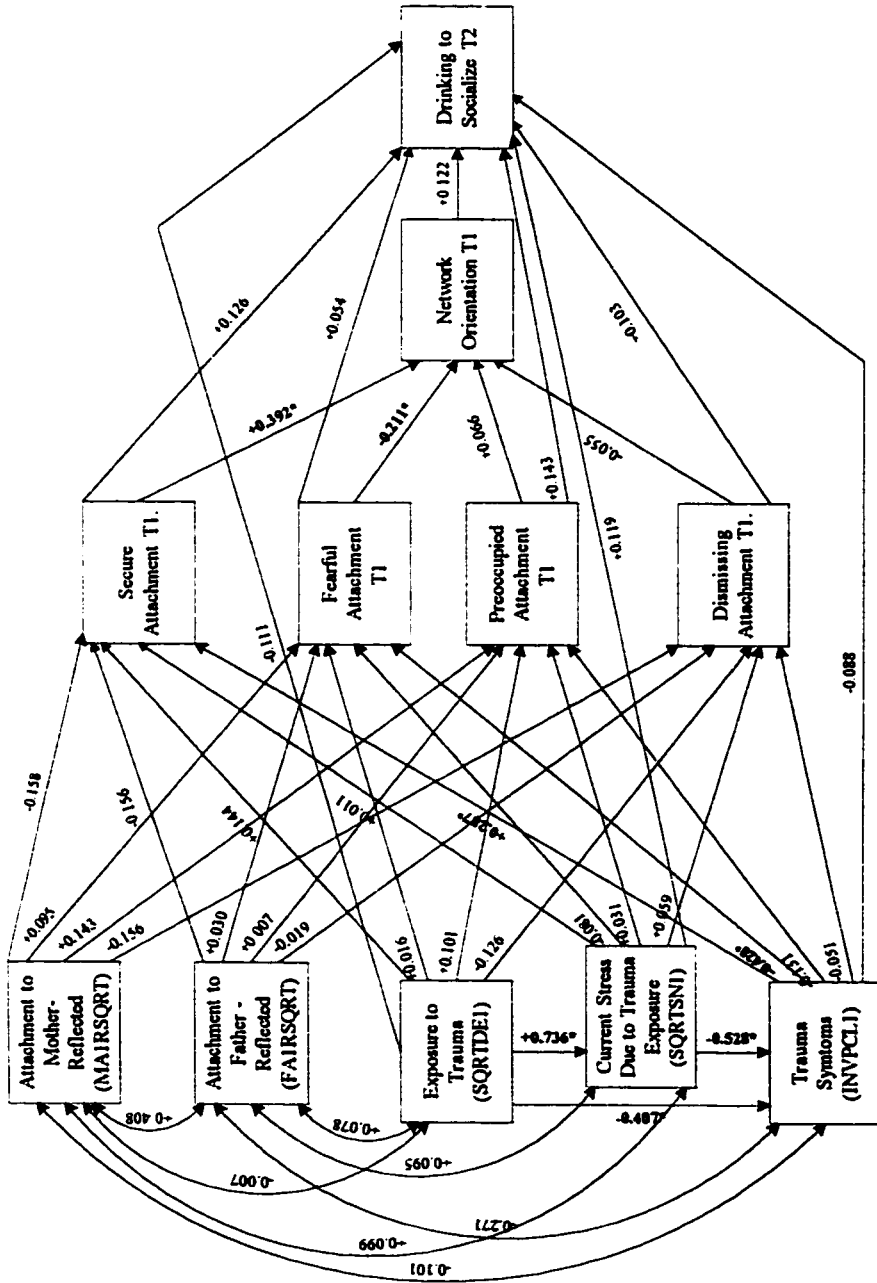 Attachment to
Mother-
Reflected
(MAIRSQRT)
Attachment to
Father -
Reflected
(FAIRSQRT)
Exposure to
Trauma
(SQRTDE1)
Current Stress
Due to Trauma
Exposure
(SQRTSN1)
Trauma
Symtoms
(INVPCL1)
Secure
Attachment T1.
Fearful
Attachment
T1
Preoccupied
Attachment
T1
Dismissing
Attachment T1.
Network
Orientation T1
Drinking to
Socialize T2
-0.158
+0.095
+0.143
-0.156
-0.156
+0.030
+0.007
-0.019
+0.144
+0.016
+0.101
-0.126
-0.111
+0.011
-0.081
+0.031
+0.059
+0.119
+0.287*
-0.131
-0.051
-0.088
+0.736*
-0.528*
+0.408
+0.078
-0.007
+0.095
-0.271
+0.099
-0.101
+0.126
+0.392*
+0.054
-0.211*
+0.066
+0.143
-0.055
-0.103
+0.122